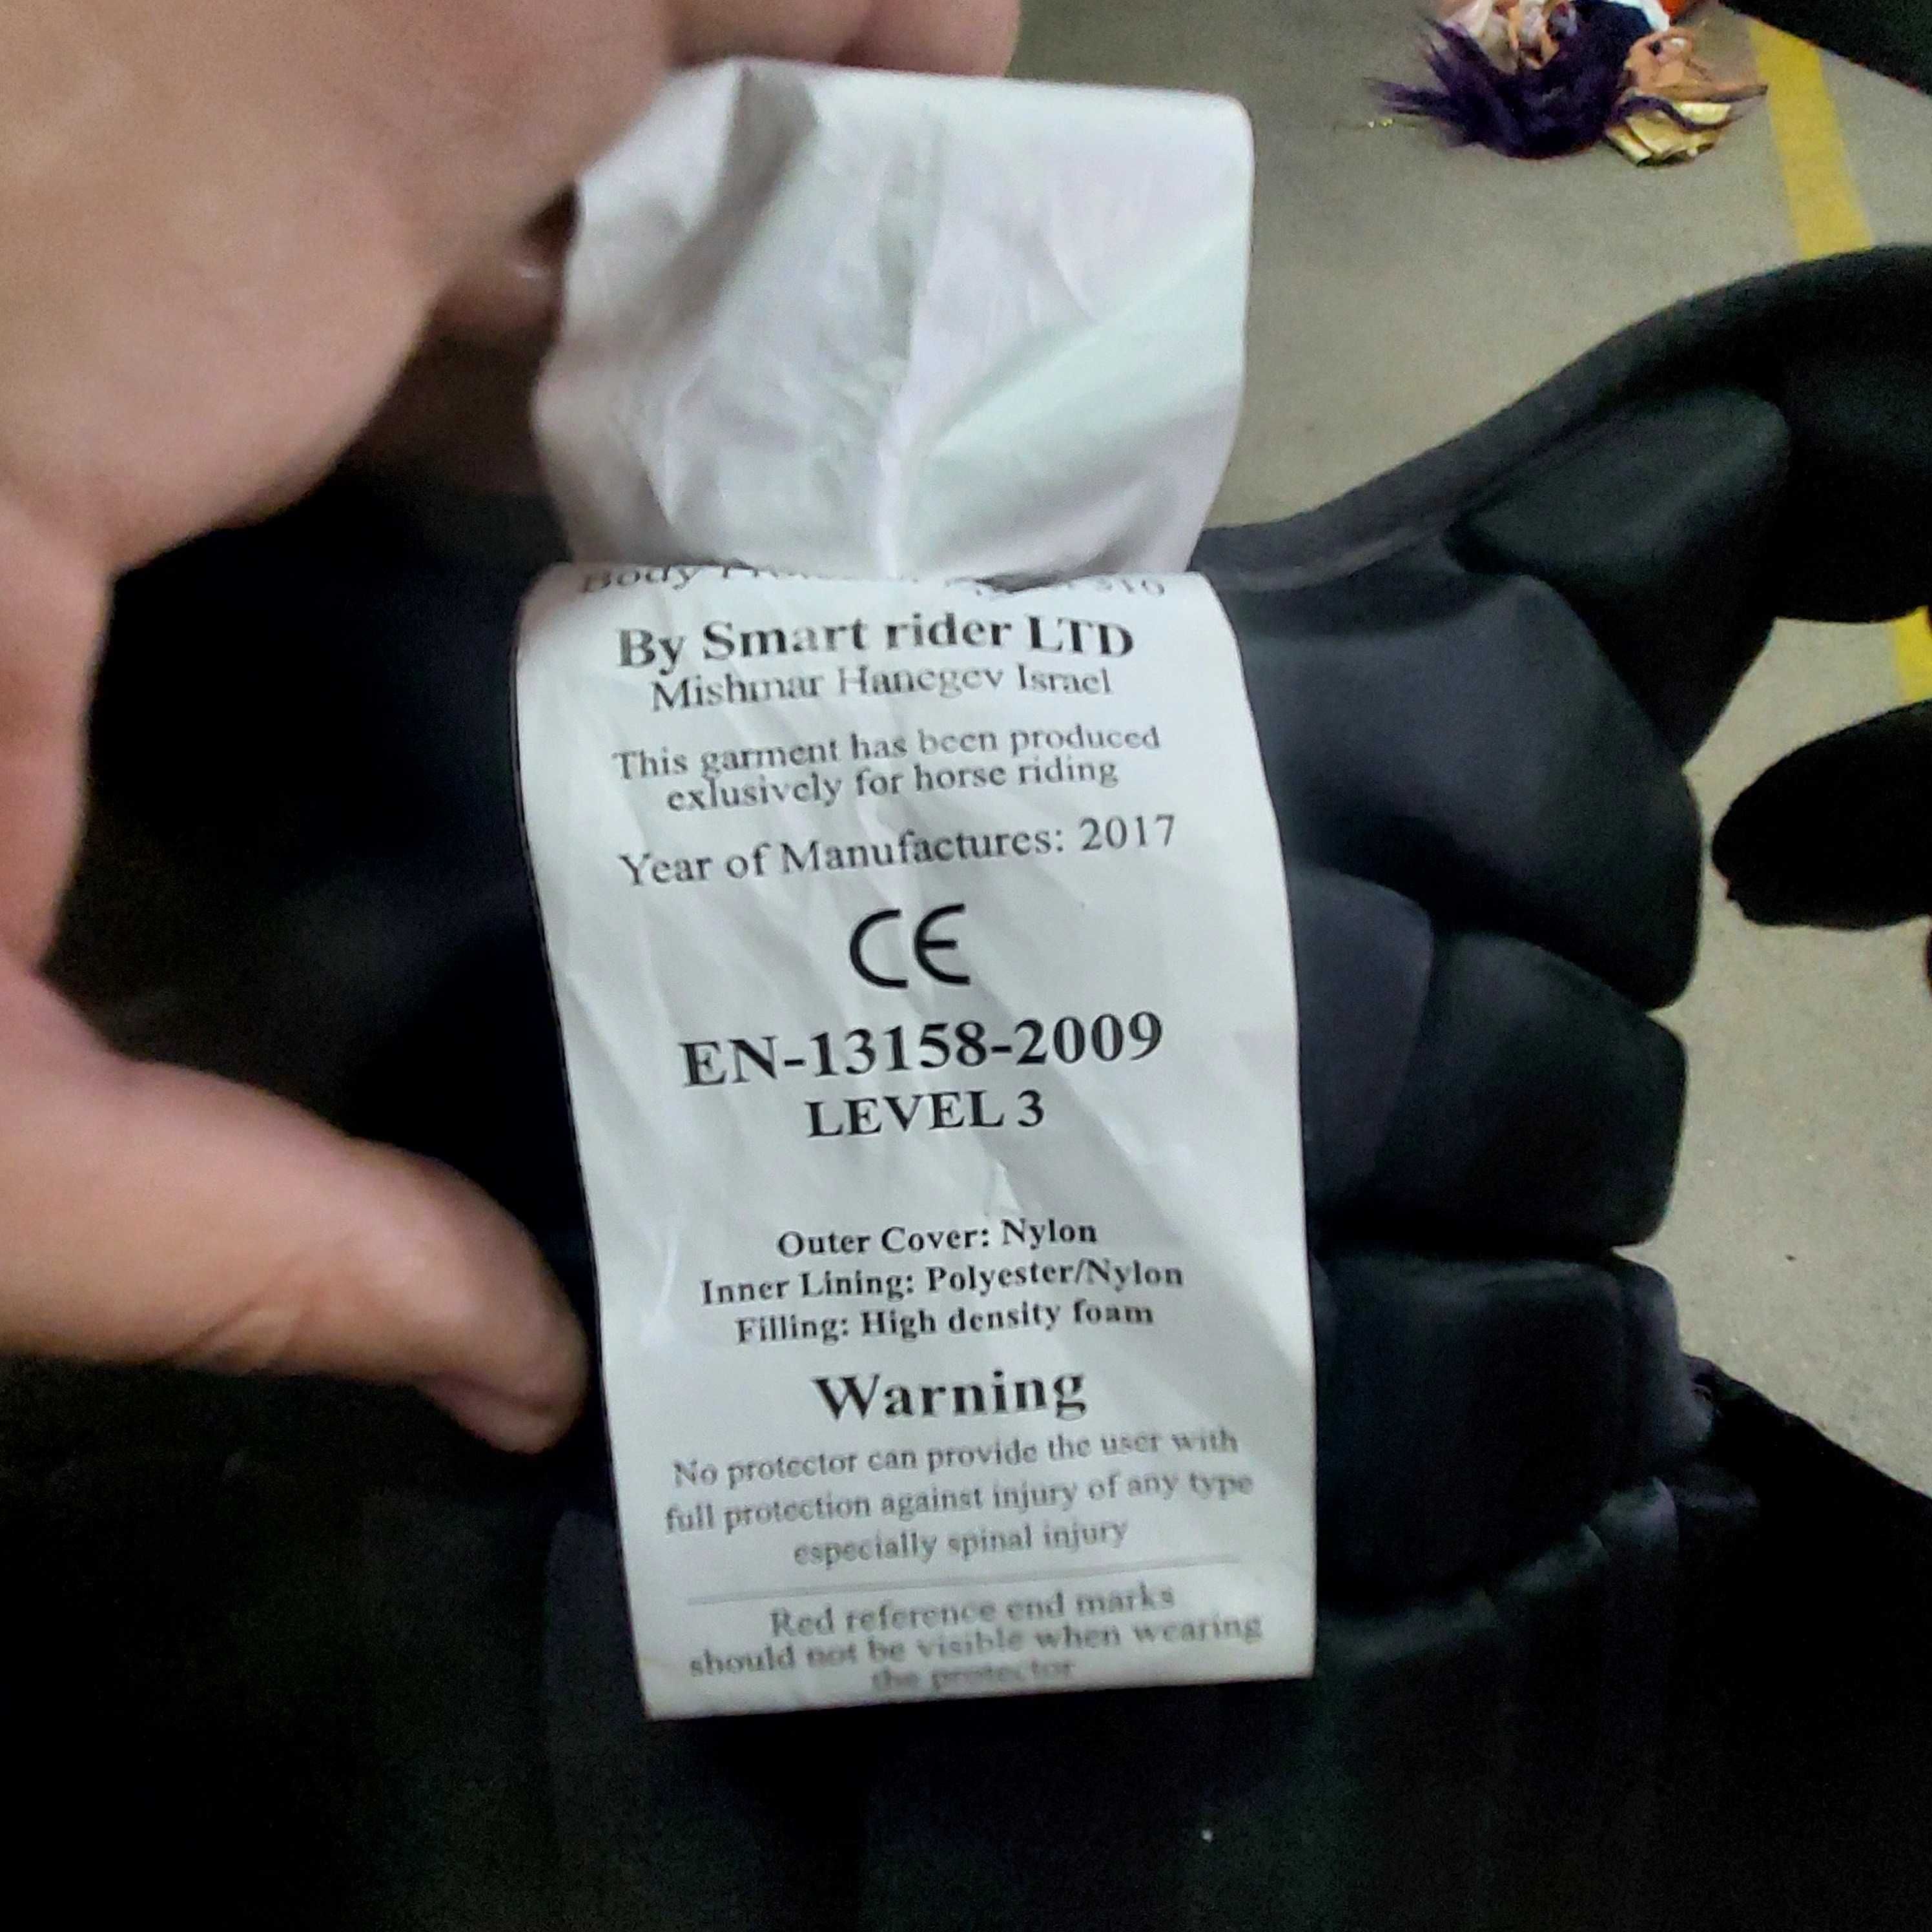 Body
By Smart rider LTD
Mishmar Hanegev Israel
This garment has been produced
exlusively for horse riding
Year of Manufactures: 2017
CE
EN-13158-2009
LEVEL 3
Outer Cover: Nylon
Inner Lining: Polyester/Nylon
Filling: High density foam
Warning
No protector can provide the user with
full protection against injury of any type
especially spinal injury
Red reference end marks
should not be visible when wearing
the protector